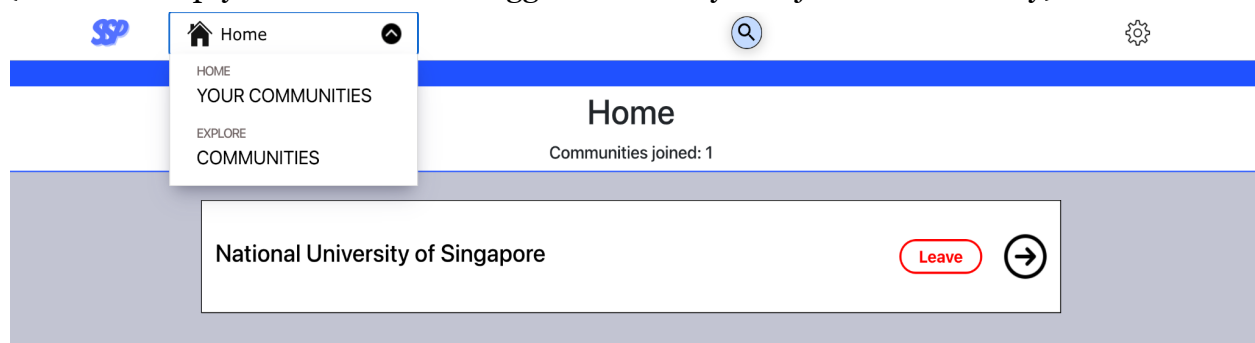 SSP
Home
HOME
YOUR COMMUNITIES
EXPLORE
COMMUNITIES
Home
Communities joined: 1
National University of Singapore
Leave